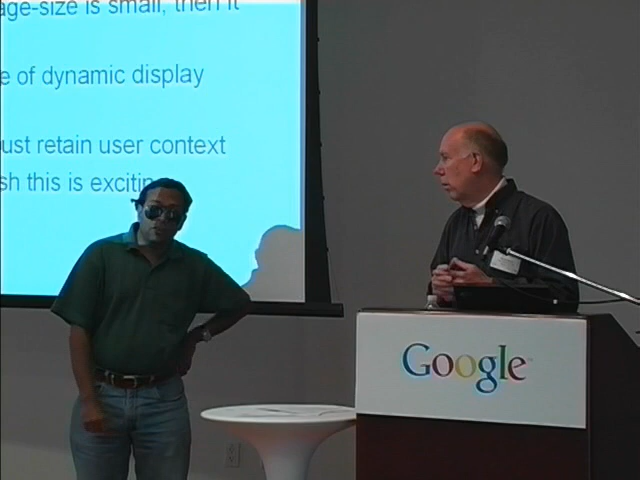 age-size is small, then it
e of dynamic display
ust retain user context
sh this is excitin
Google